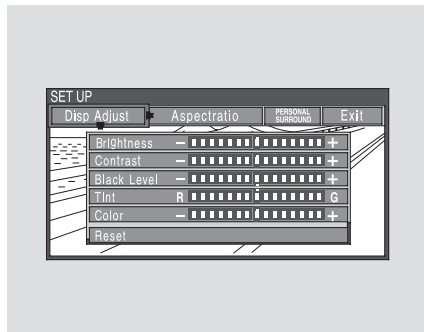 SET UP
Disp Adjust Aspectratio PERSONAL SURROUND Exit
Brightness − +
Contrast − +
Black Level − +
Tint R G
Color − +
Reset